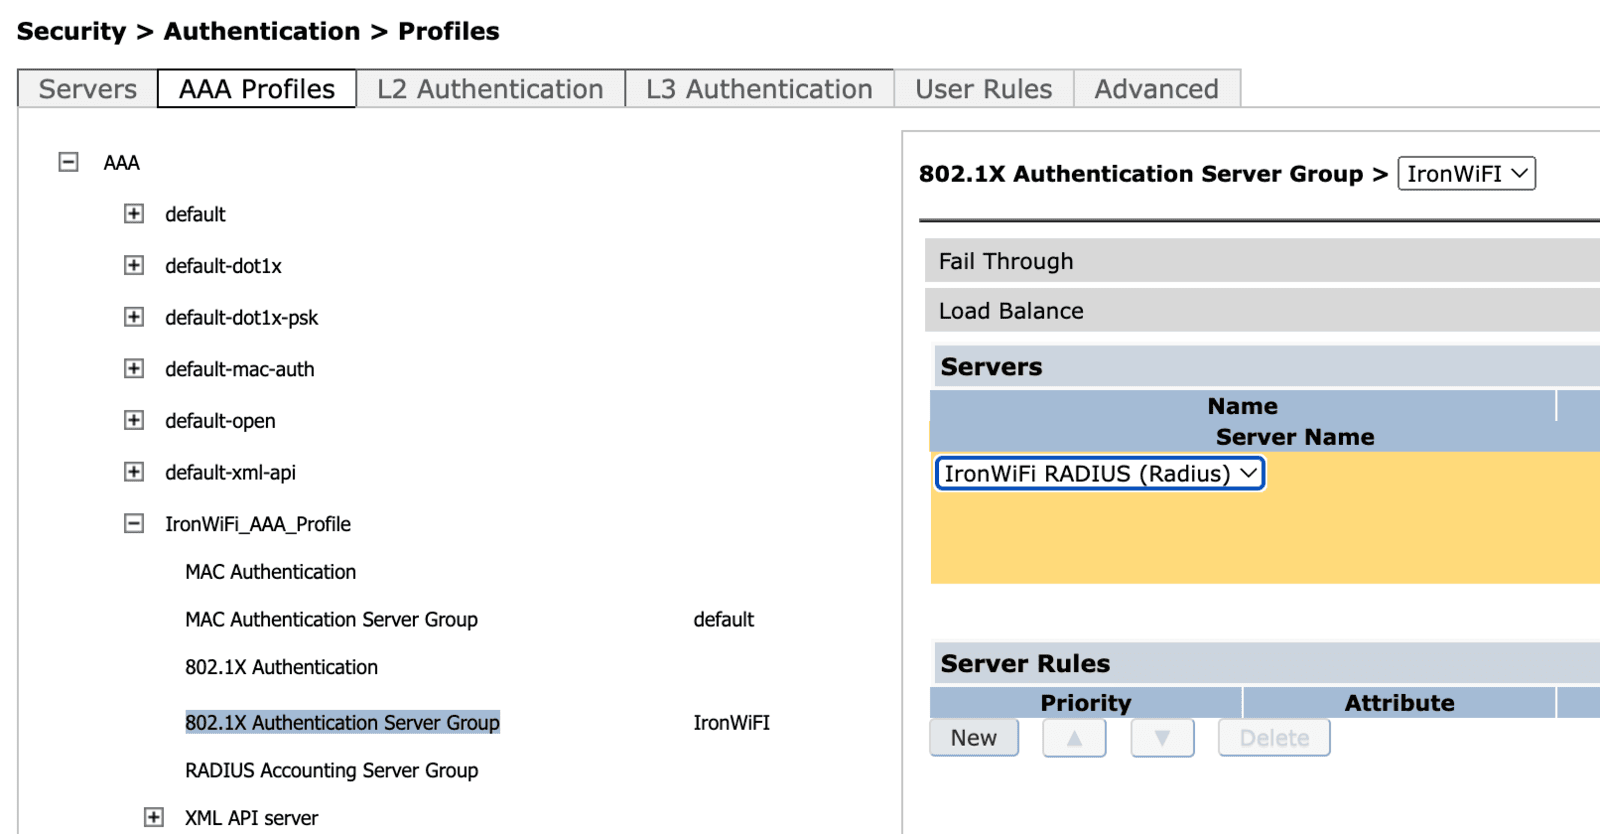 Security > Authentication > Profiles
Servers
AAA Profiles
L2 Authentication
L3 Authentication
User Rules
Advanced
AAA
default
default-dot1x
default-dot1x-psk
default-mac-auth
default-open
default-xml-api
IronWiFi_AAA_Profile
MAC Authentication
MAC Authentication Server Group default
802.1X Authentication
802.1X Authentication Server Group IronWiFI
RADIUS Accounting Server Group
XML API server
802.1X Authentication Server Group > IronWiFI
Fail Through
Load Balance
Servers
Name
Server Name
IronWiFi RADIUS (Radius)
Server Rules
Priority Attribute
New Delete